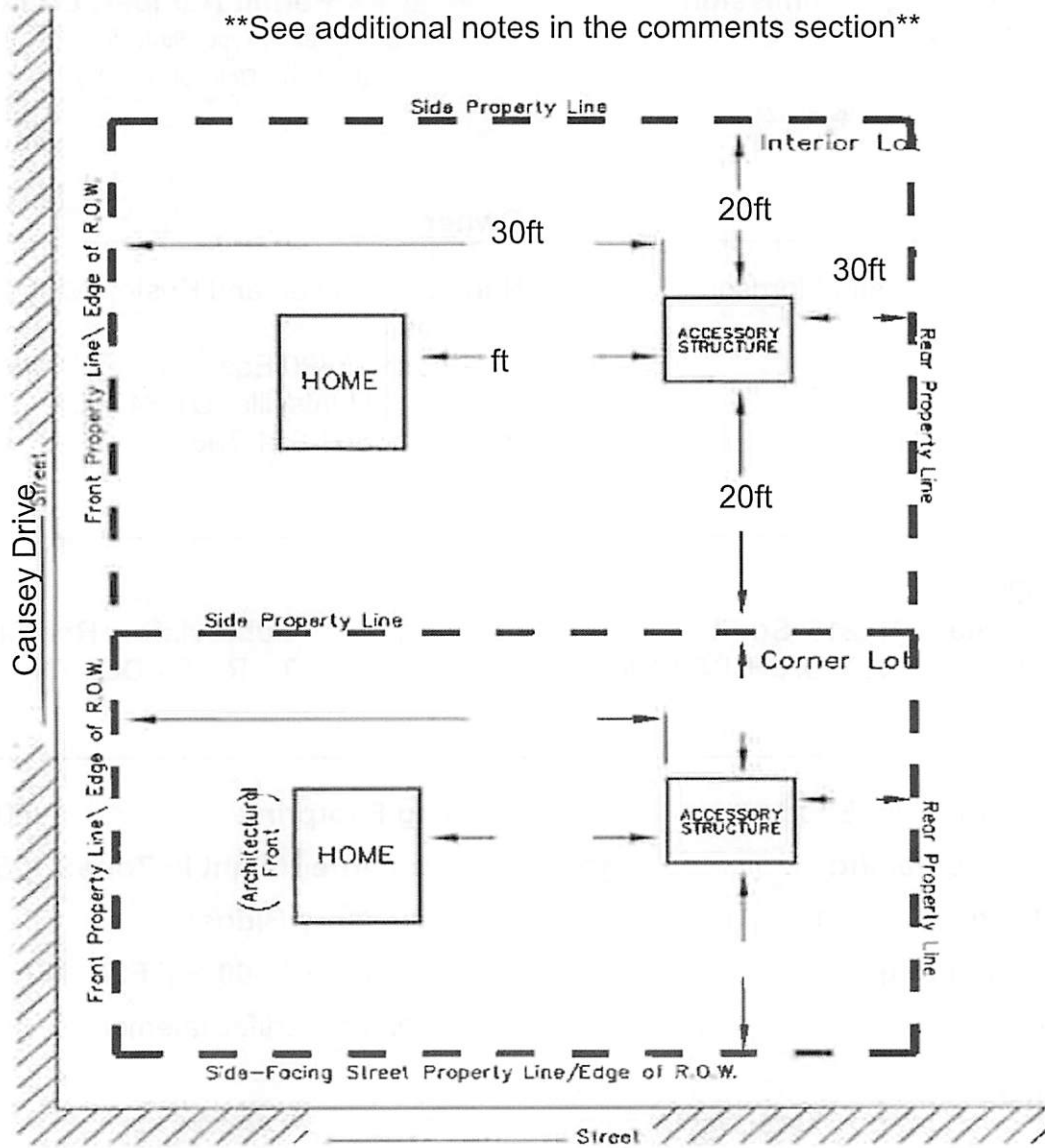 **See additional notes in the comments section**
Side Property Line
Interior Lot
20ft
30ft
30ft
Front Property Line\ Edge of R.O.W.
ACCESSORY
STRUCTURE
HOME
ft
Rear Property Line
20ft
Causey Drive
Street
Side Property Line
Corner Lot
Front Property Line\ Edge of R.O.W.
(Architectural
Front)
HOME
ACCESSORY
STRUCTURE
Rear Property Line
Side-Facing Street Property Line/Edge of R.O.W.
Street